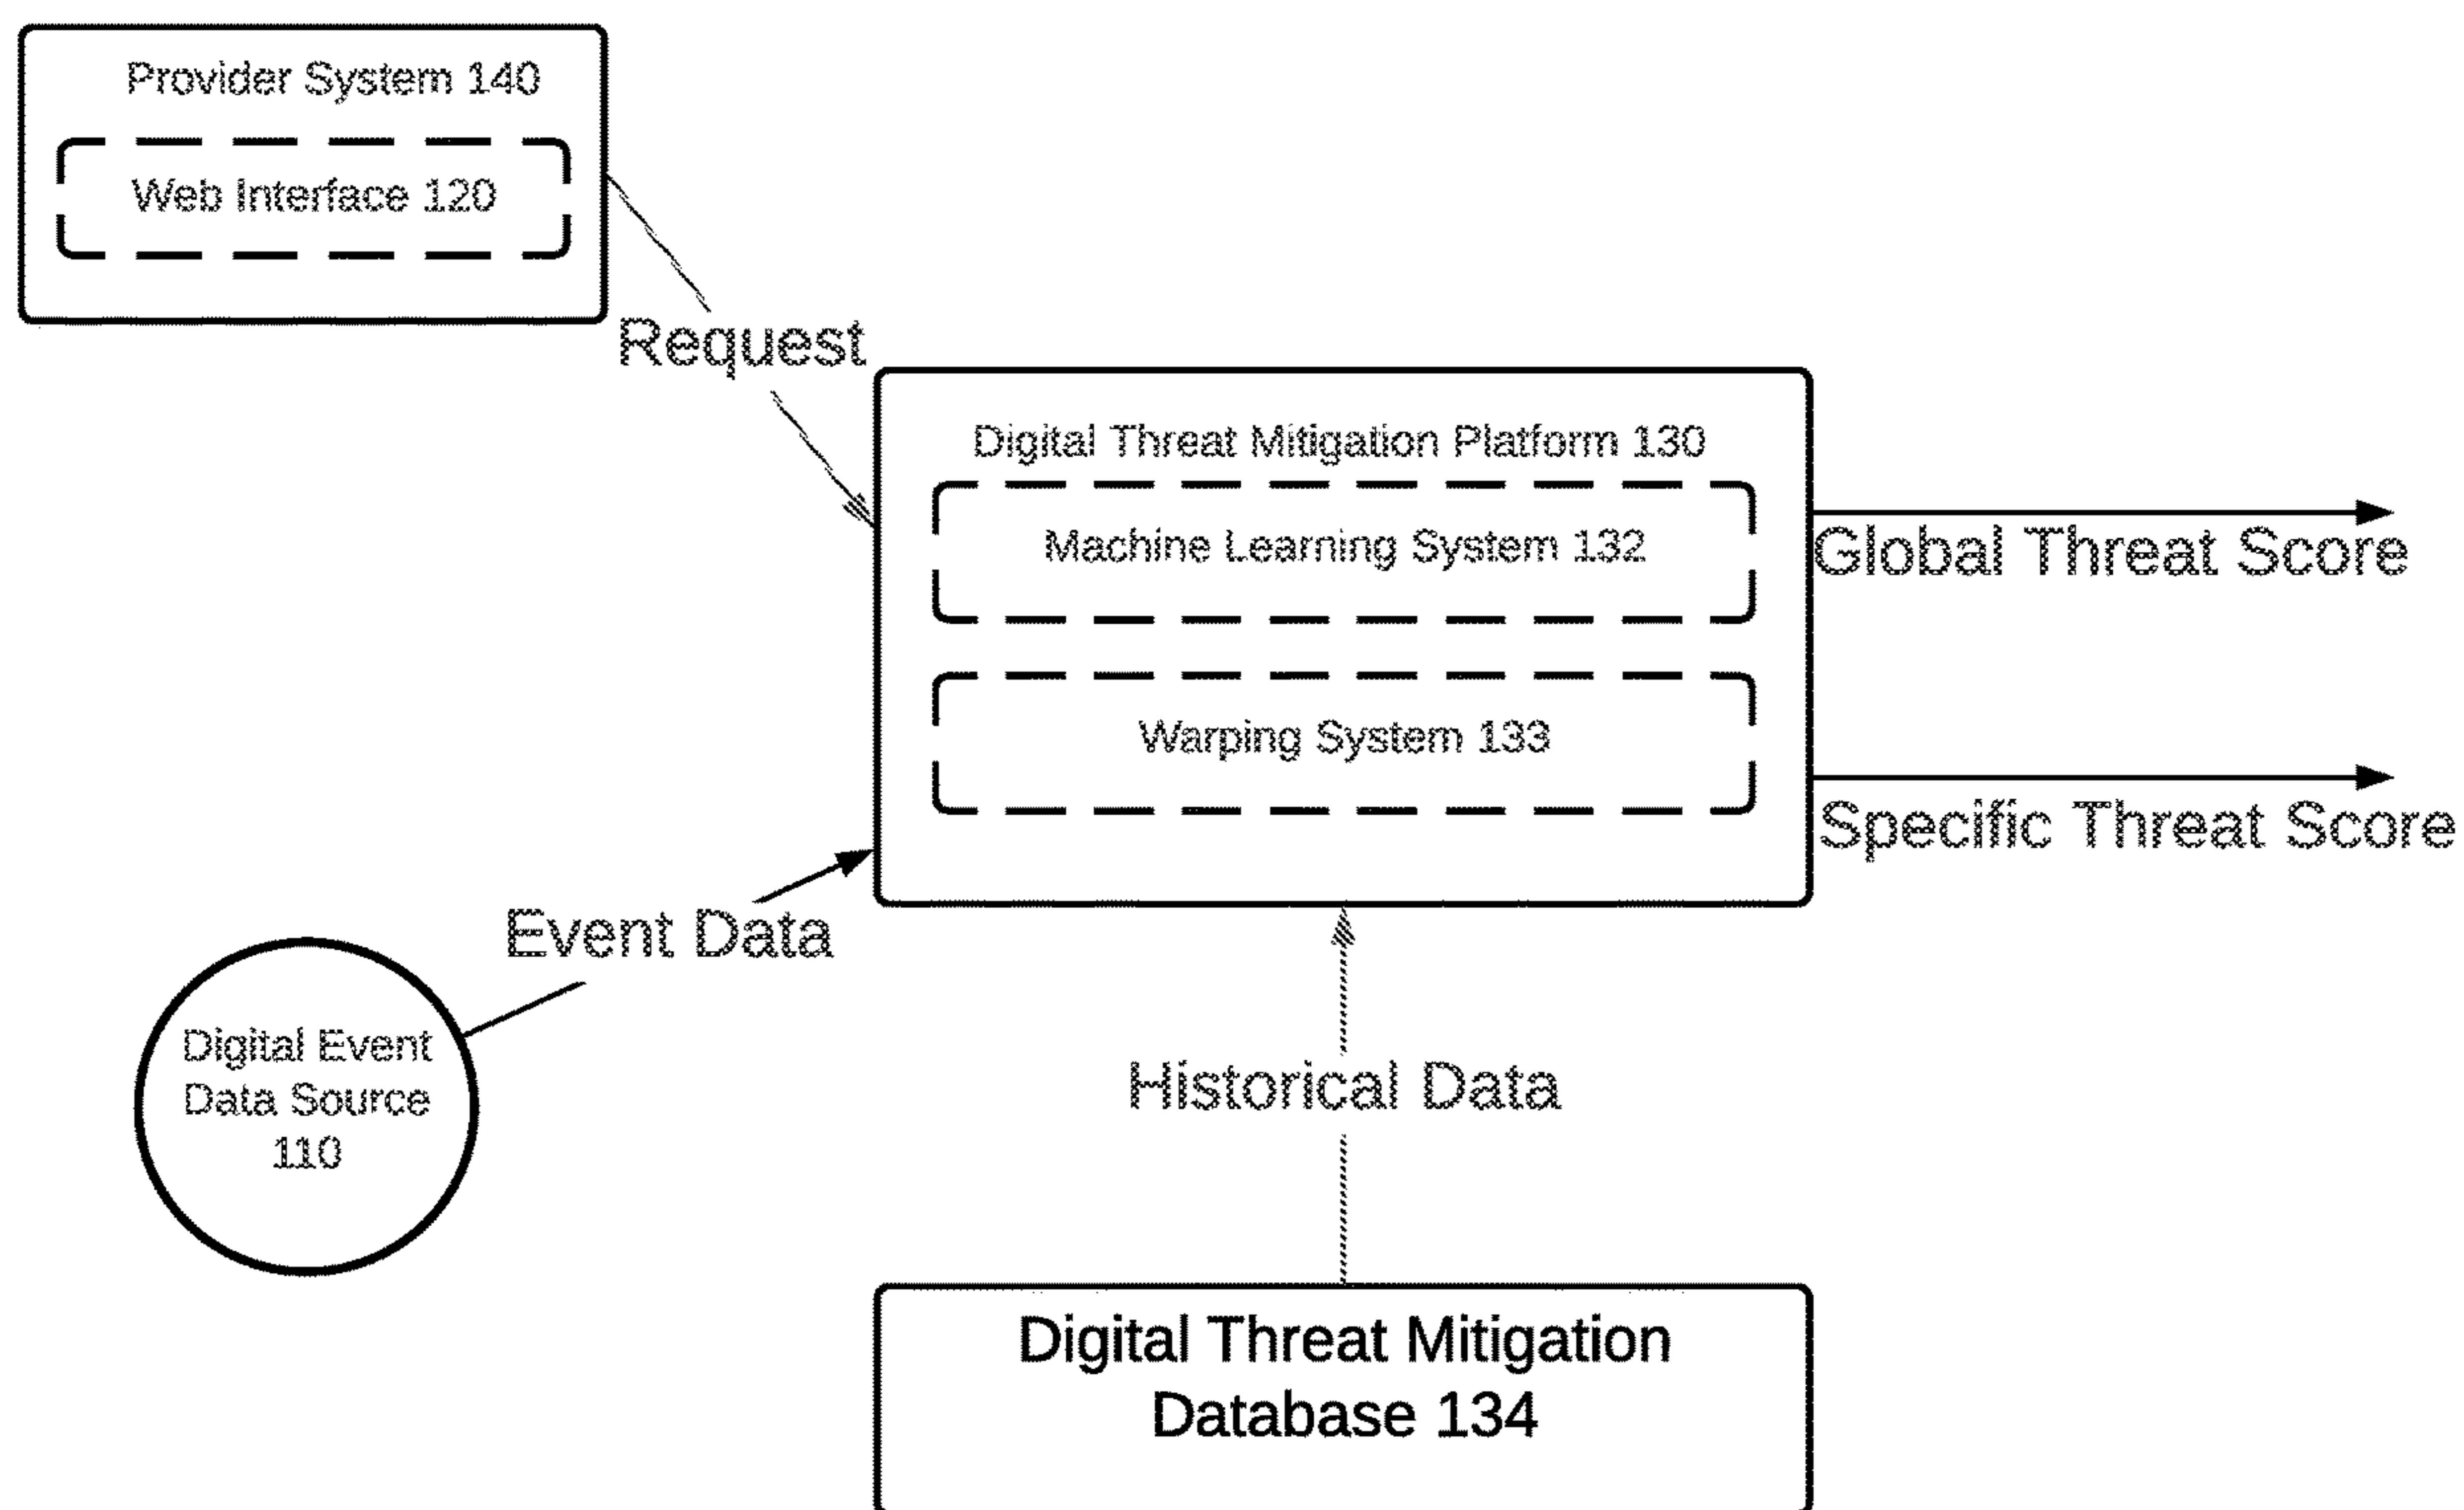 Provider System 140
Web Interface 120
Request
Digital Threat Mitigation Platform 130
Machine Learning System 132
Global Threat Score
Warping System 133
Specific Threat Score
Event Data
Digital Event
Data Source
110
Historical Data
Digital Threat Mitigation
Database 134